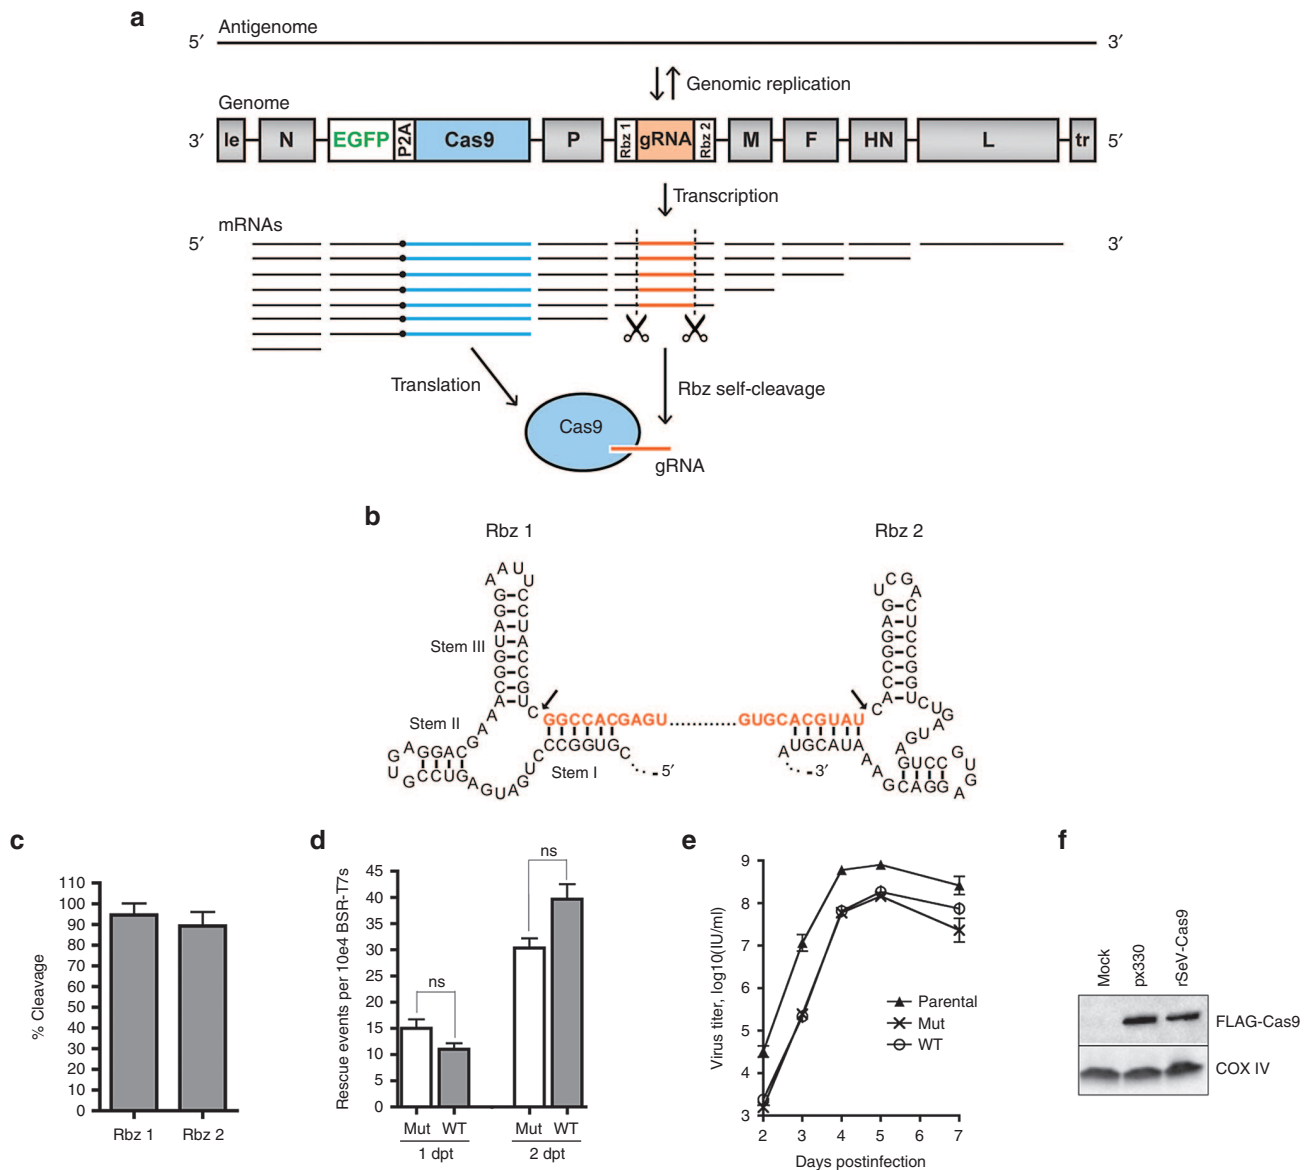 a
Antigenome
5′ 3′
Genomic replication
Genome
3′ le N EGFP P2A Cas9 P Rbz 1 gRNA Rbz 2 M F HN L tr 5′
Transcription
mRNAs
5′ 3′
Translation
Rbz self-cleavage
Cas9
gRNA
b
Rbz 1 Rbz 2
Stem III
Stem II
GGCCACGAGU............GUGCACGUAU
CCGGUGC
AUGCAUA
Stem I
5′
3′
c
% Cleavage
110
100
90
80
70
60
50
40
30
20
10
0
Rbz 1 Rbz 2
d
Rescue events per 10e4 BSR-T7s
45
40
35
30
25
20
15
10
5
0
ns
ns
Mut WT Mut WT
1 dpt 2 dpt
e
Virus titer, log10(IU/ml)
9
8
7
6
5
4
3
Parental
Mut
WT
2 3 4 5 6 7
Days postinfection
f
Mock
px330
rSeV-Cas9
FLAG-Cas9
COX IV